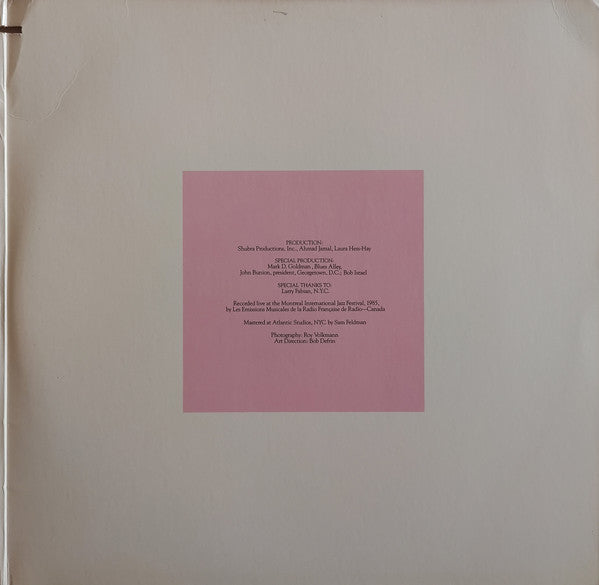 PRODUCTION:
Shubra Productions, Inc., Ahmad Jamal, Laura Hess-Hay
SPECIAL PRODUCTION:
Mark D. Goldman, Blues Alley,
John Bunyon, president, Georgetown, D.C.; Bob Israel
SPECIAL THANKS TO:
Larry Fabian, N.Y.C.
Recorded live at the Montreal International Jazz Festival, 1985,
by Les Emissions Musicales de la Radio Française de Radio—Canada
Mastered at Atlantic Studios, NYC by Sam Feldman
Photography: Roy Volkmann
Art Direction: Bob Defrin